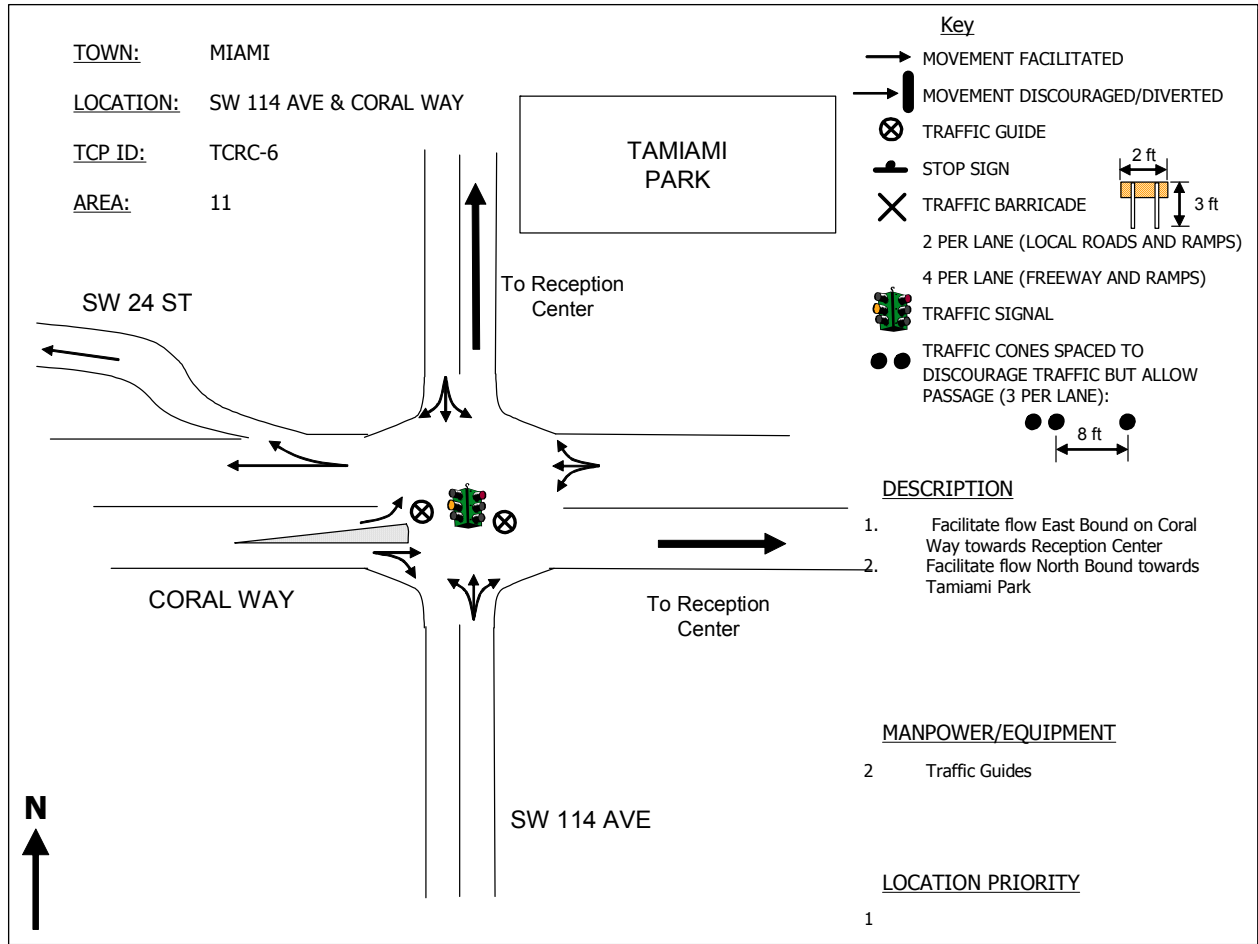 TOWN: MIAMI
LOCATION: SW 114 AVE & CORAL WAY
TCP ID: TCRC-6
AREA: 11
TAMIAMI
PARK
To Reception
Center
SW 24 ST
CORAL WAY
To Reception
Center
SW 114 AVE
N
Key
MOVEMENT FACILITATED
MOVEMENT DISCOURAGED/DIVERTED
TRAFFIC GUIDE
STOP SIGN
2 ft
3 ft
TRAFFIC BARRICADE
2 PER LANE (LOCAL ROADS AND RAMPS)
4 PER LANE (FREEWAY AND RAMPS)
TRAFFIC SIGNAL
TRAFFIC CONES SPACED TO
DISCOURAGE TRAFFIC BUT ALLOW
PASSAGE (3 PER LANE):
8 ft
DESCRIPTION
1. Facilitate flow East Bound on Coral
Way towards Reception Center
2. Facilitate flow North Bound towards
Tamiami Park
MANPOWER/EQUIPMENT
2 Traffic Guides
LOCATION PRIORITY
1